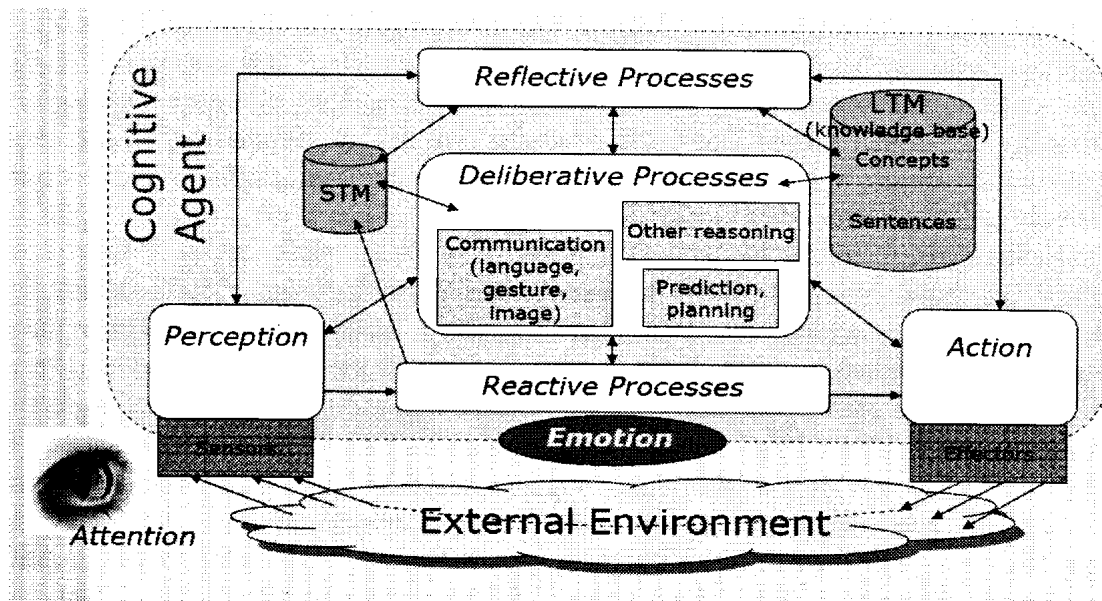 Cognitive
Agent
Reflective Processes
LTM
(knowledge base)
Concepts
Sentences
STM
Deliberative Processes
Other reasoning
Communication
(language,
gesture,
image)
Prediction,
planning
Perception
Action
Reactive Processes
Emotion
Sensors
Effectors
Attention
External Environment